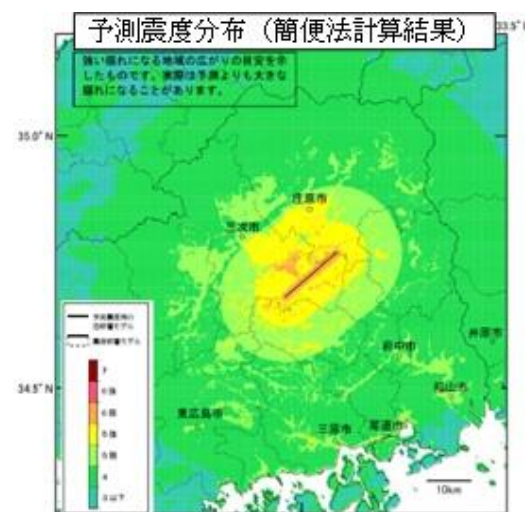 予測震度分布（簡便法計算結果）
33.5°
強い揺れになる地域の広がりの目安を示
したものです。実際は予測よりも大きな
揺れになることがあります。
35.0° N
庄原市
三次市
府中市
井原市
34.5° N
福山市
東広島市
三原市
尾道市
7
6強
6弱
5強
5弱
4
3以下
10km